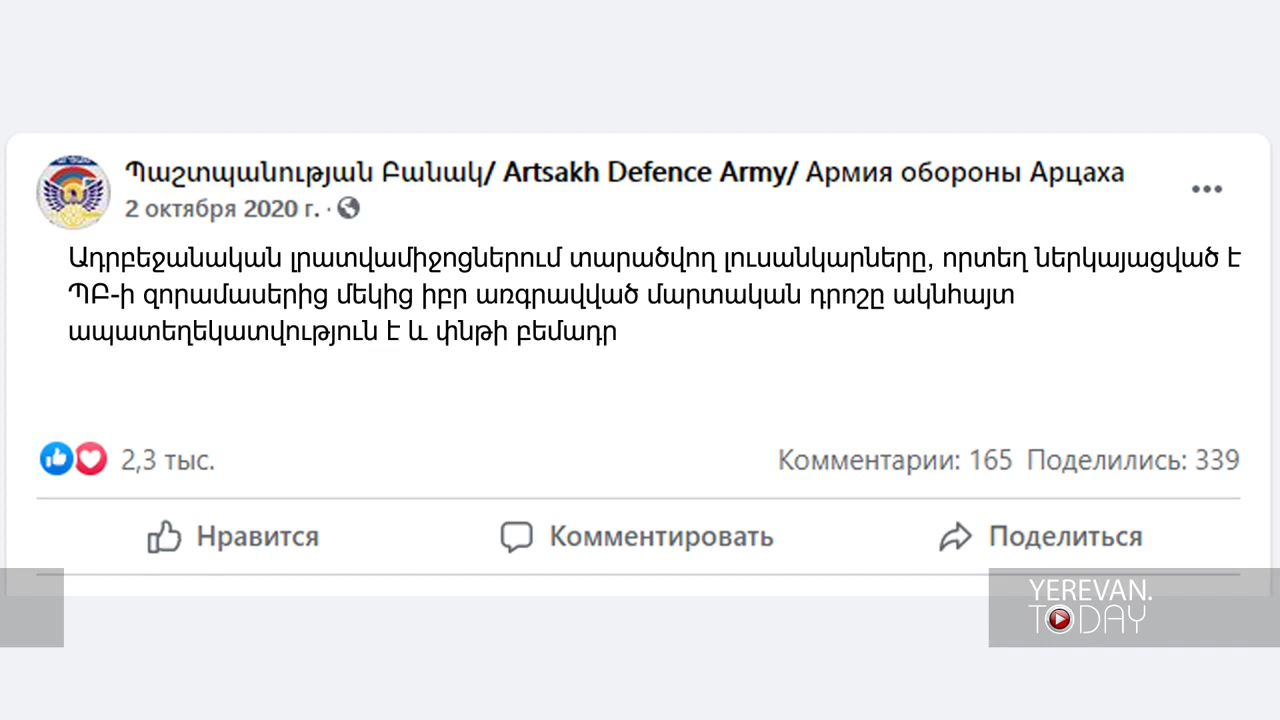 Պաշտպանության Բանակ/ Artsakh Defence Army/ Армия обороны Арцаха
2 октября 2020 г. ·
Ադրբեջանական լրատվամիջոցներում տարածվող լուսանկարները, որտեղ ներկայացված է
ՊԲ-ի զորամասերից մեկից իբր առգրավված մարտական դրոշը ակնհայտ
ապատեղեկատվություն է և փնթի բեմադր
2,3 тыс.
Комментарии: 165 Поделились: 339
Нравится Комментировать Поделиться
YEREVAN.
TODAY